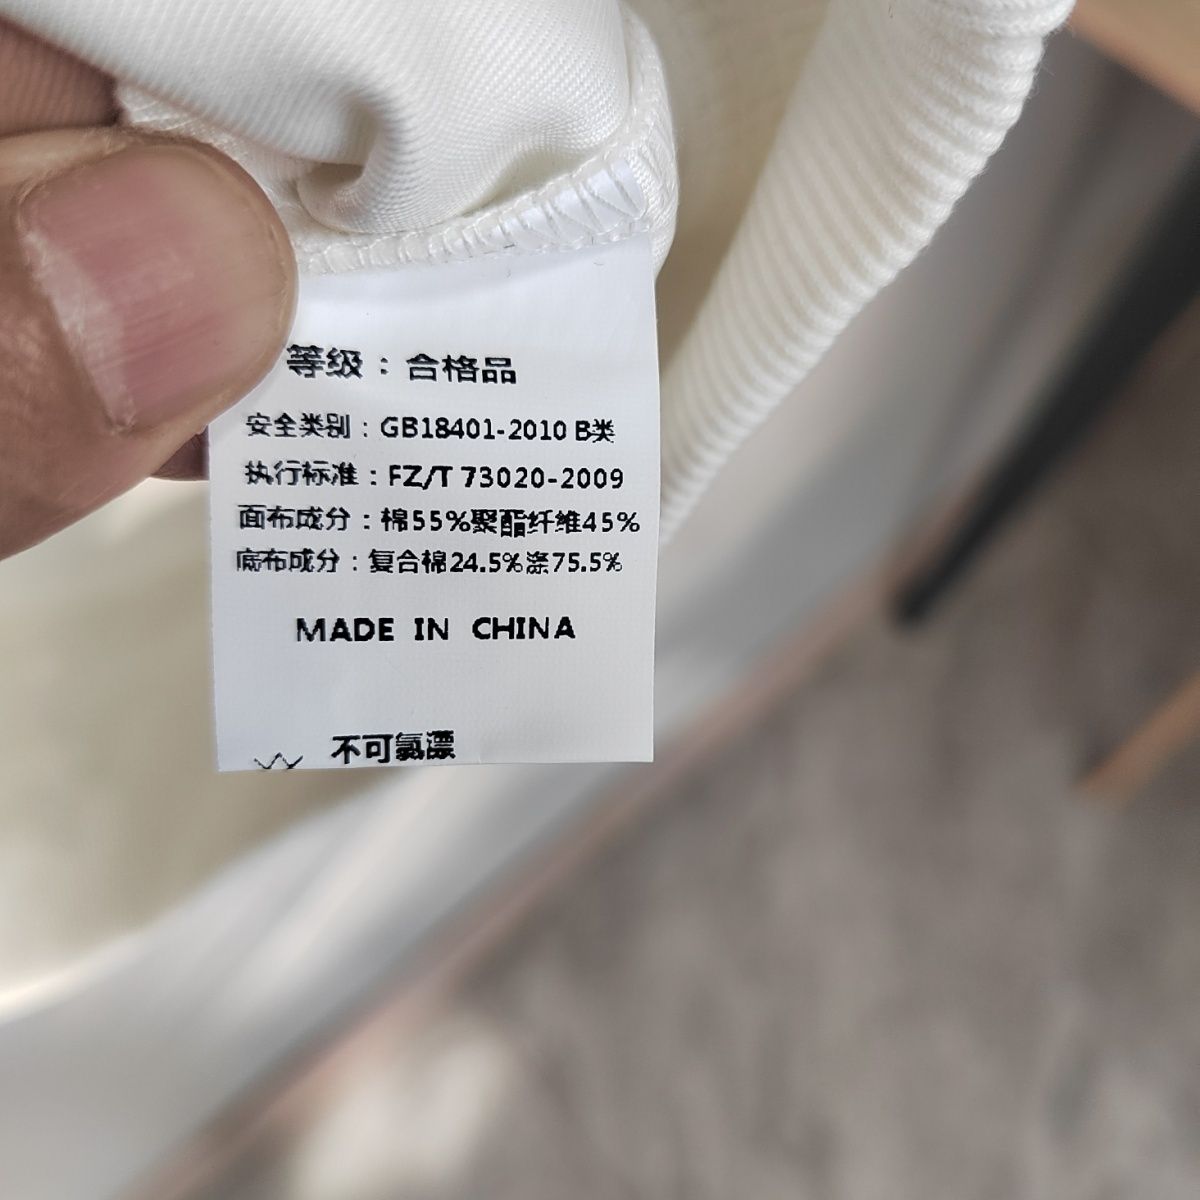 等级：合格品
安全类别：GB18401-2010 B类
执行标准：FZ/T 73020-2009
面布成分：棉55%聚酯纤维45%
底布成分：复合棉24.5%涤75.5%
MADE IN CHINA
不可氯漂